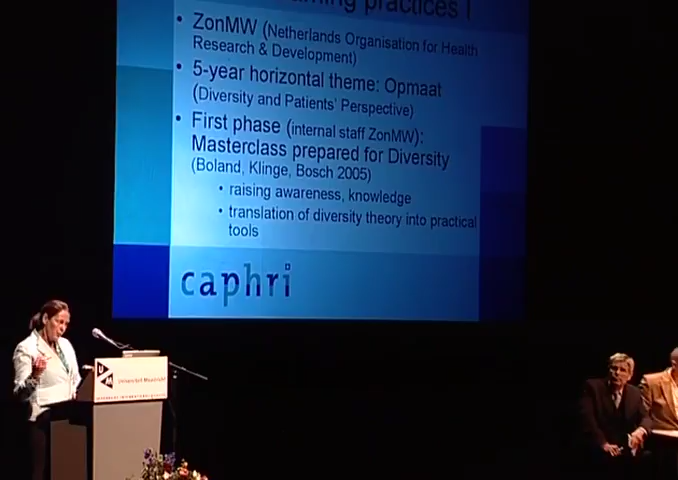 practices I
• ZonMW (Netherlands Organisation for Health
Research & Development)
• 5-year horizontal theme: Opmaat
(Diversity and Patients' Perspective)
• First phase (internal staff ZonMW):
Masterclass prepared for Diversity
(Boland, Klinge, Bosch 2005)
• raising awareness, knowledge
• translation of diversity theory into practical
tools
caphri
UM
Universiteit Maastricht